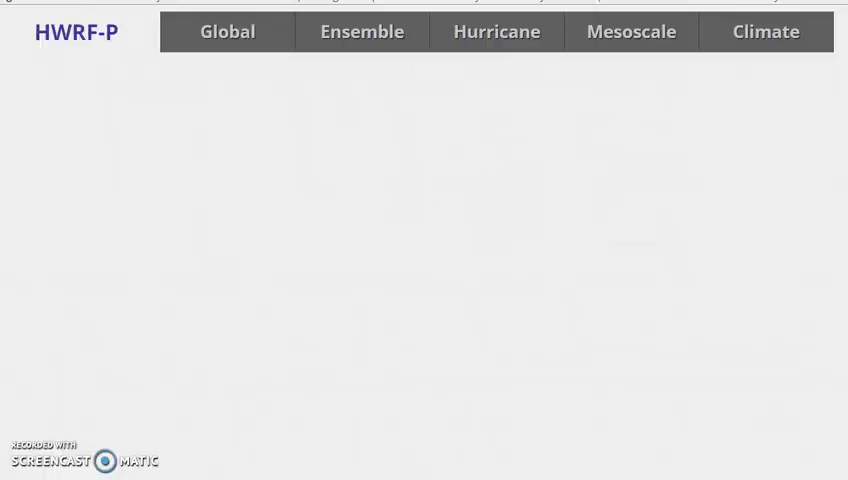 HWRF-P Global Ensemble Hurricane Mesoscale Climate
RECORDED WITH
SCREENCAST MATIC